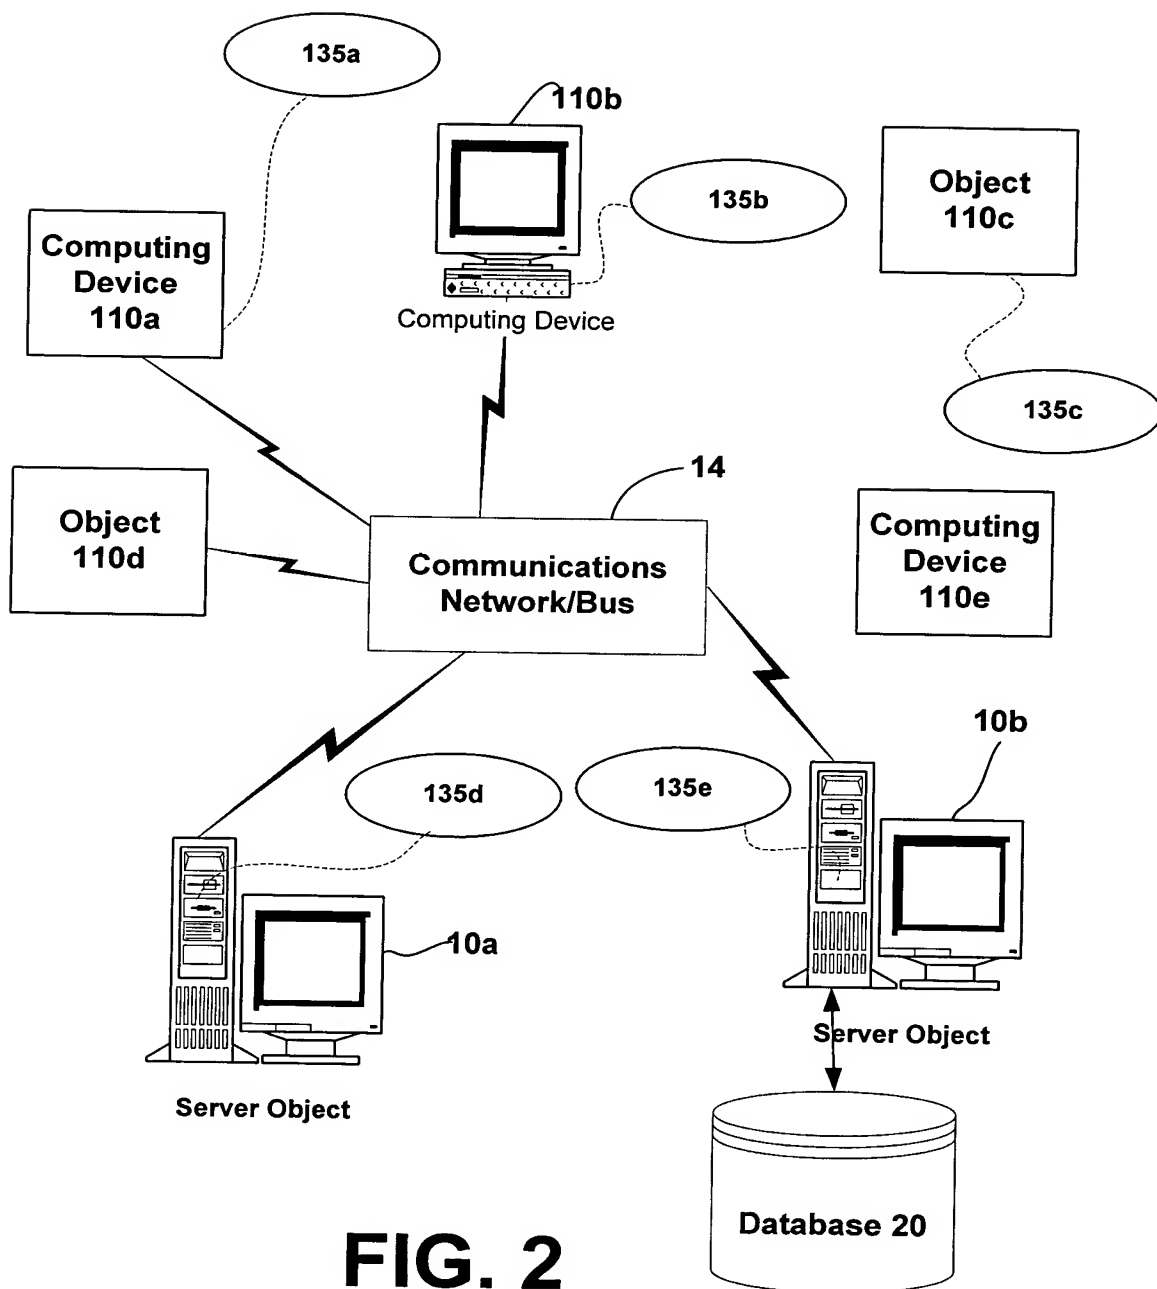 135a
110b
135b
Object
110c
Computing
Device
110a
Computing Device
135c
14
Object
110d
Computing
Device
110e
Communications
Network/Bus
10b
135d
135e
10a
Server Object
Server Object
Database 20
FIG. 2